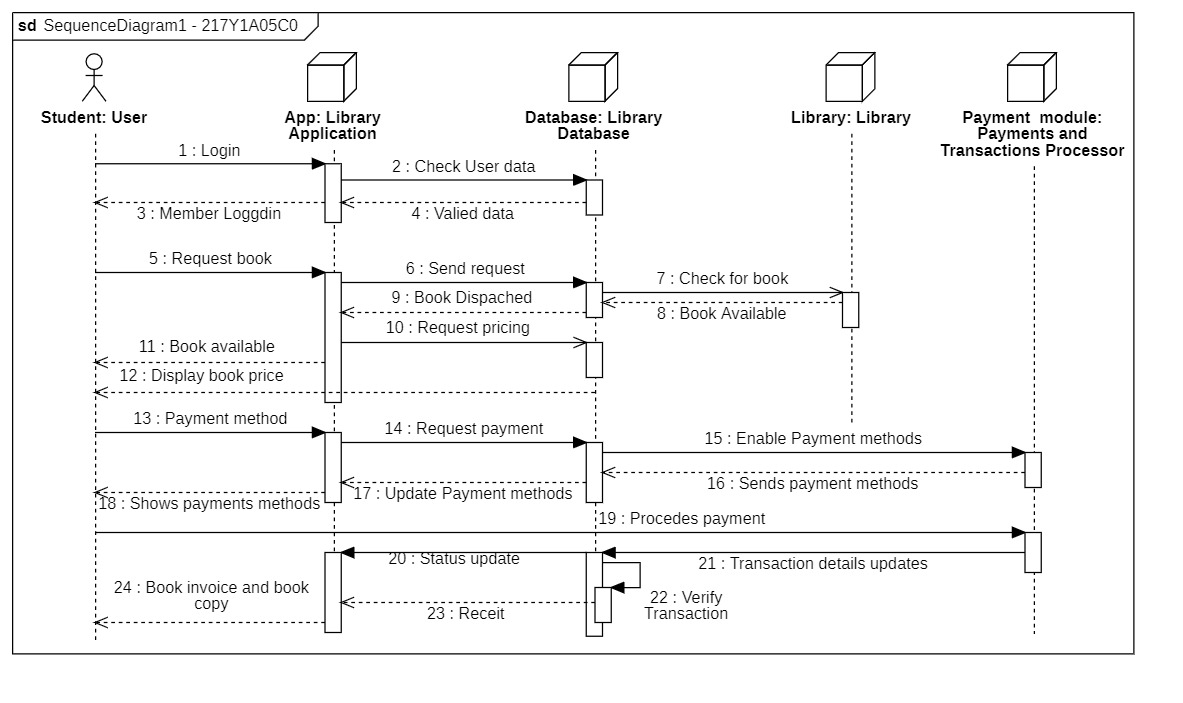 sd SequenceDiagram1 - 217Y1A05C0
Student: User
App: Library
Application
Database: Library
Database
Library: Library
Payment  module:
Payments and
Transactions Processor
1 : Login
2 : Check User data
3 : Member Loggdin
4 : Valied data
5 : Request book
6 : Send request
7 : Check for book
8 : Book Available
9 : Book Dispached
10 : Request pricing
11 : Book available
12 : Display book price
13 : Payment method
14 : Request payment
15 : Enable Payment methods
16 : Sends payment methods
17 : Update Payment methods
18 : Shows payments methods
19 : Procedes payment
20 : Status update
21 : Transaction details updates
22 : Verify
Transaction
23 : Receit
24 : Book invoice and book
copy